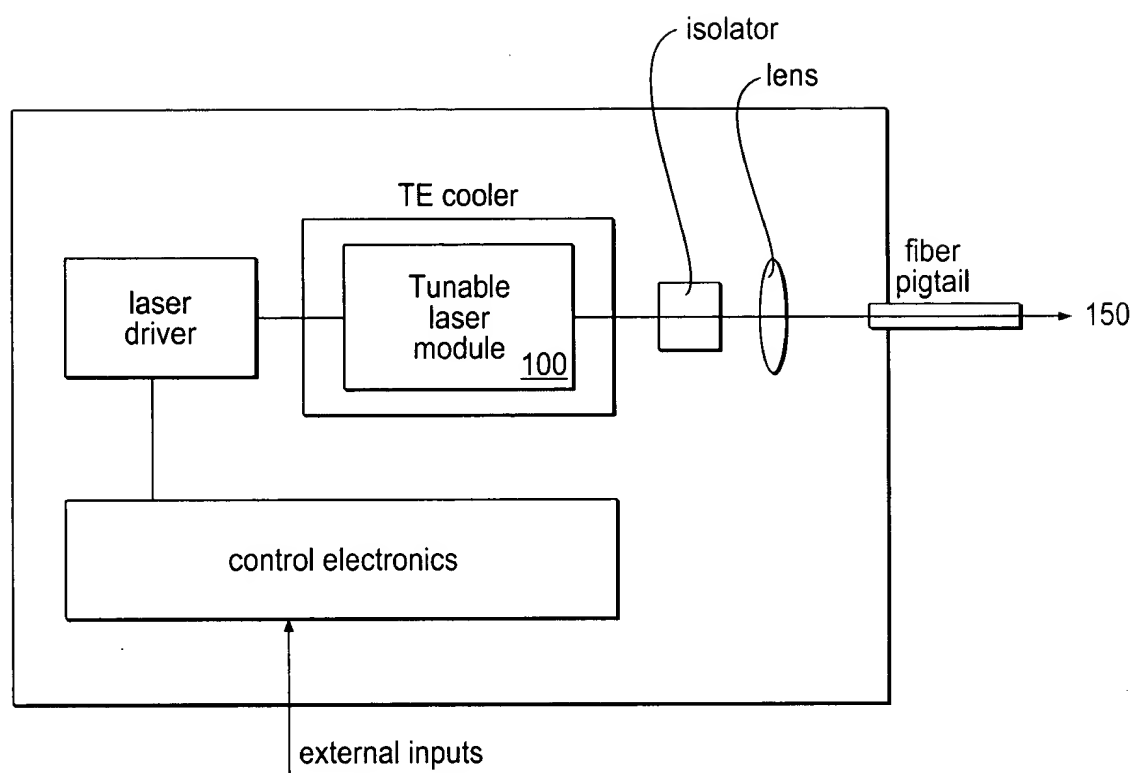 isolator
lens
TE cooler
fiber
pigtail
laser
driver
Tunable
laser
module
100
150
control electronics
external inputs